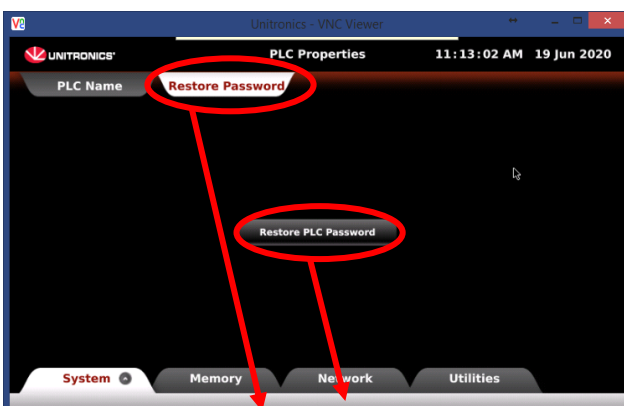 V2 Unitronics - VNC Viewer
UNITRONICS® PLC Properties 11:13:02 AM 19 Jun 2020
PLC Name Restore Password
Restore PLC Password
System Memory Network Utilities